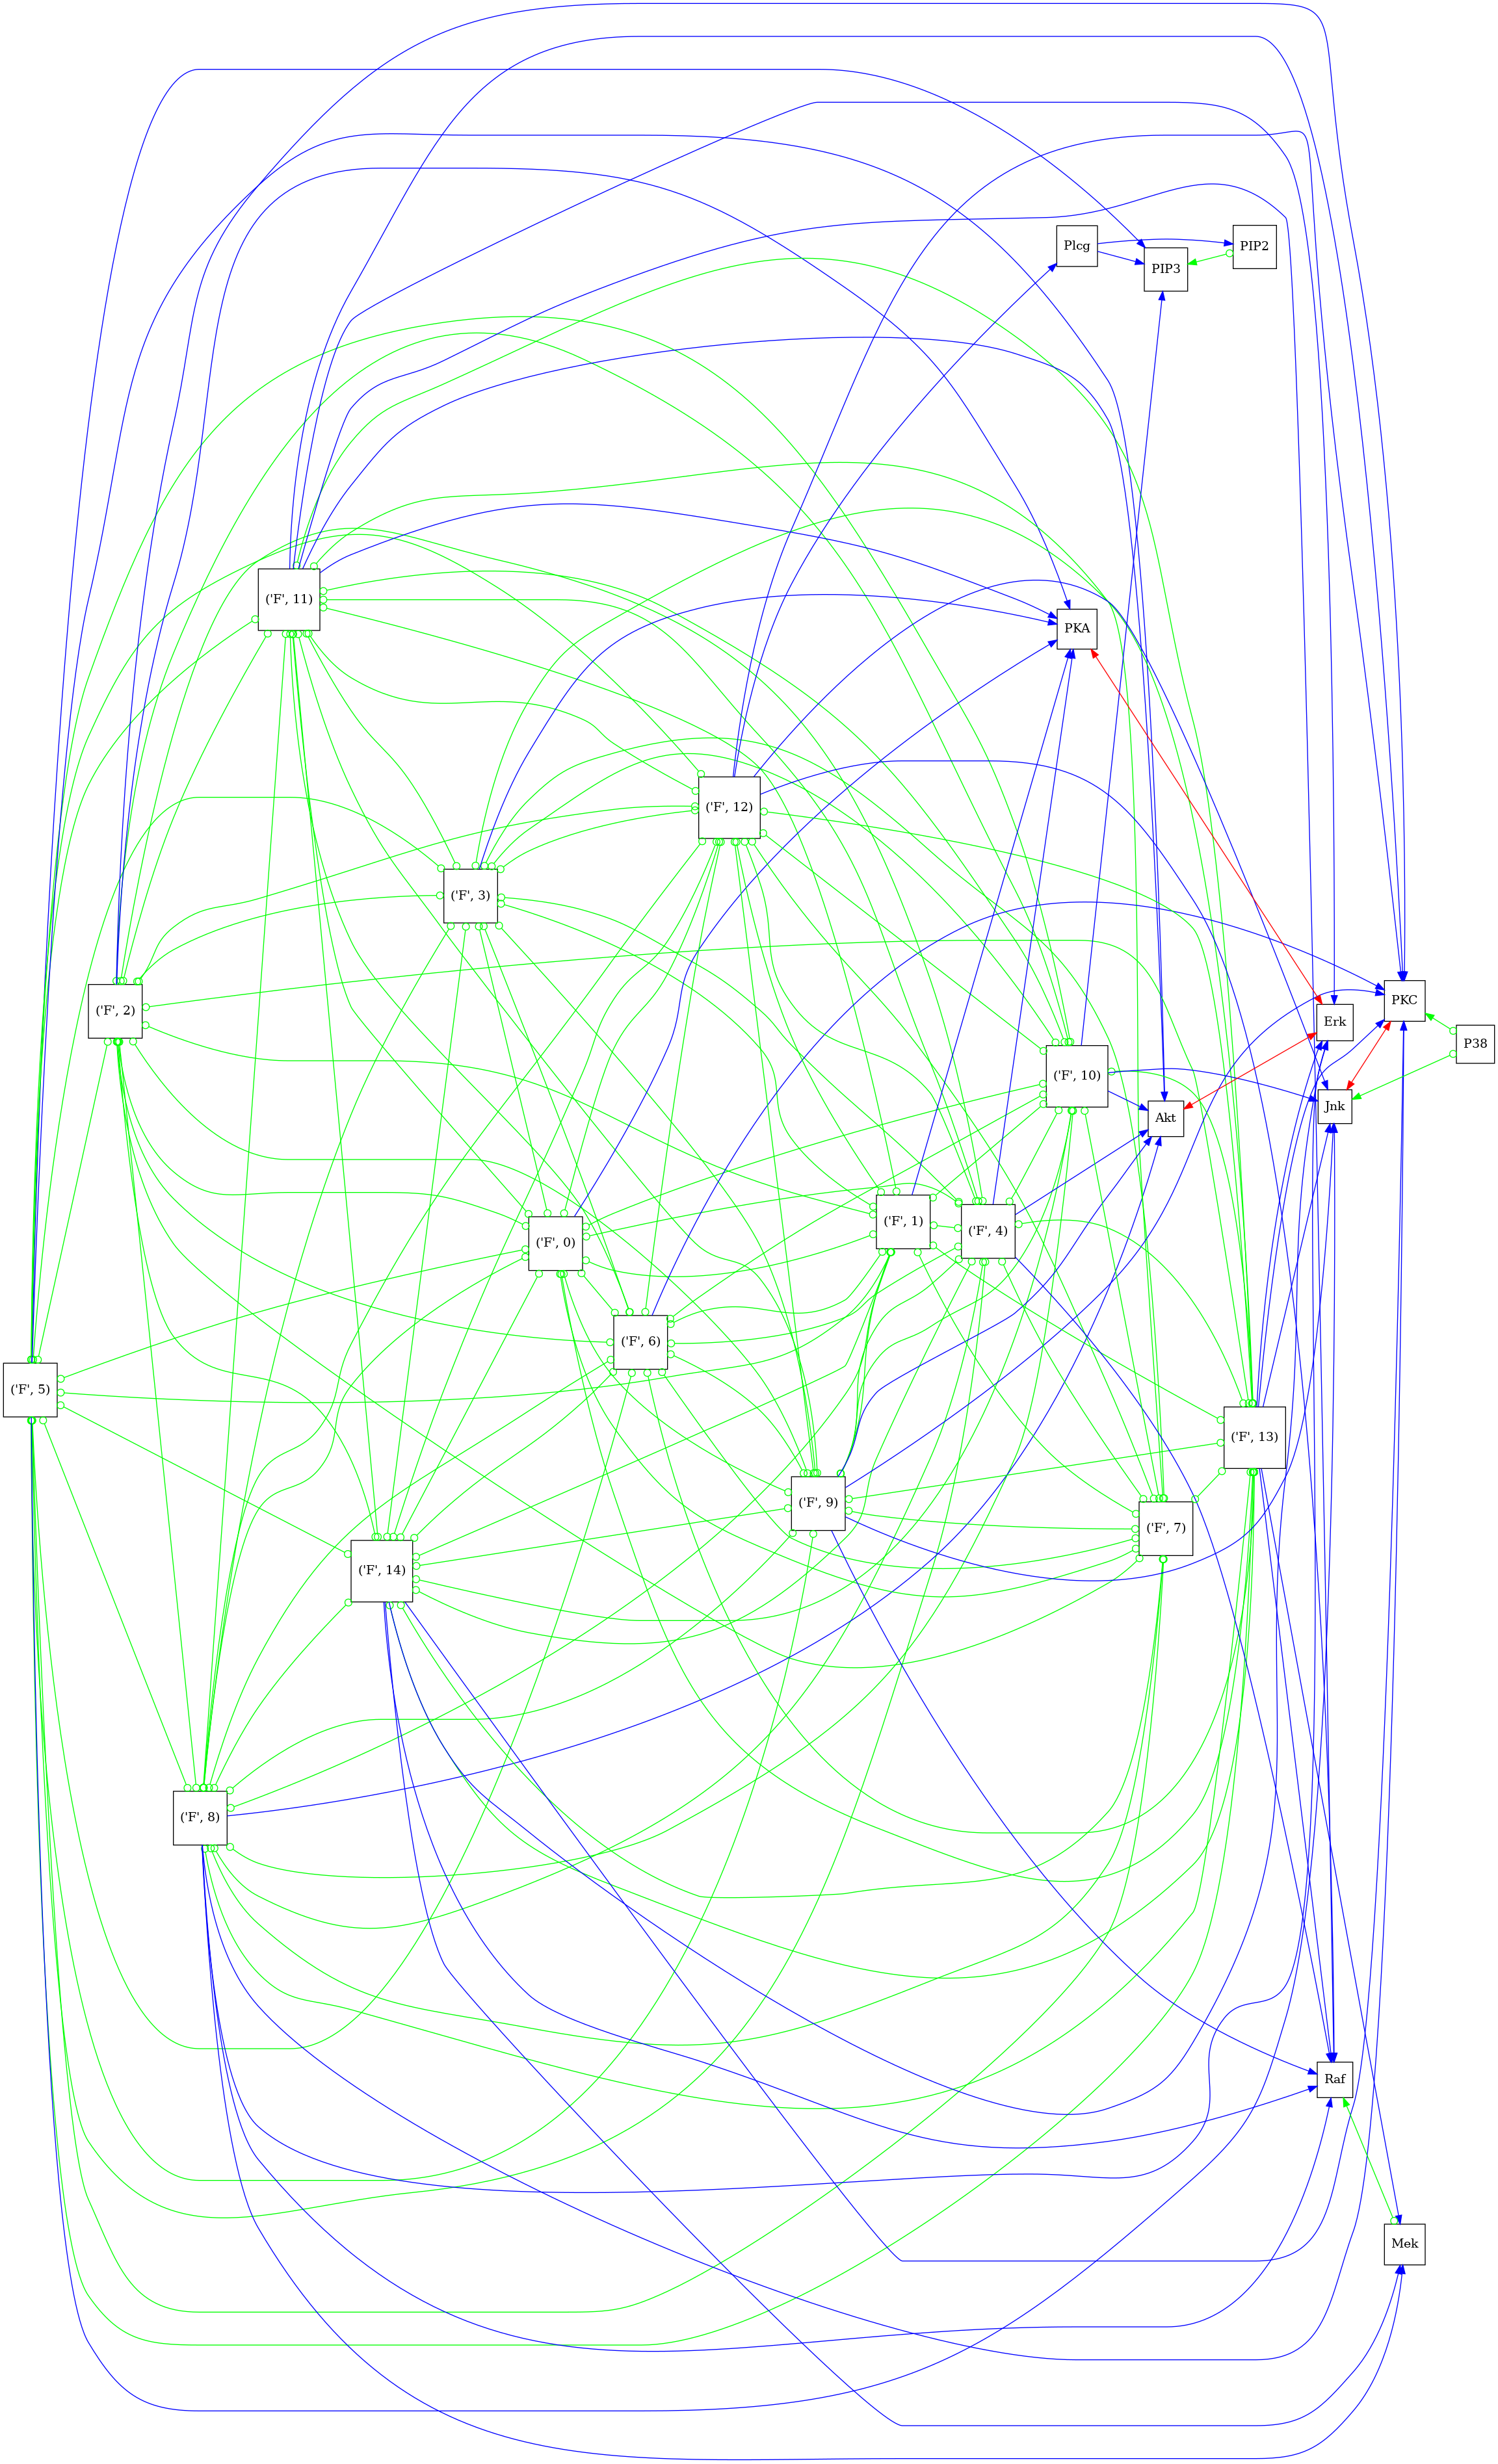 Plcg
PIP2
PIP3
('F', 11)
PKA
('F', 12)
('F', 3)
('F', 2)
PKC
Erk
P38
('F', 10)
Jnk
Akt
('F', 1)
('F', 4)
('F', 0)
('F', 6)
('F', 5)
('F', 13)
('F', 9)
('F', 7)
('F', 14)
('F', 8)
Raf
Mek